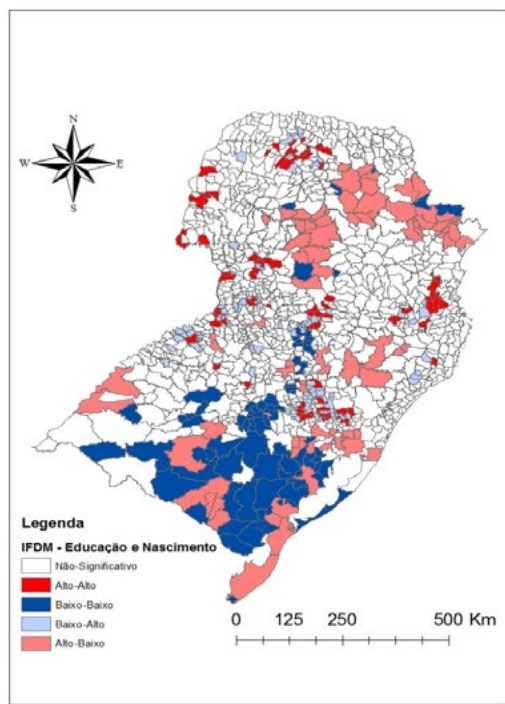 N
W E
S
Legenda
IFDM - Educação e Nascimento
Não-Significativo
Alto-Alto
Baixo-Baixo
Baixo-Alto
Alto-Baixo
0 125 250 500 Km